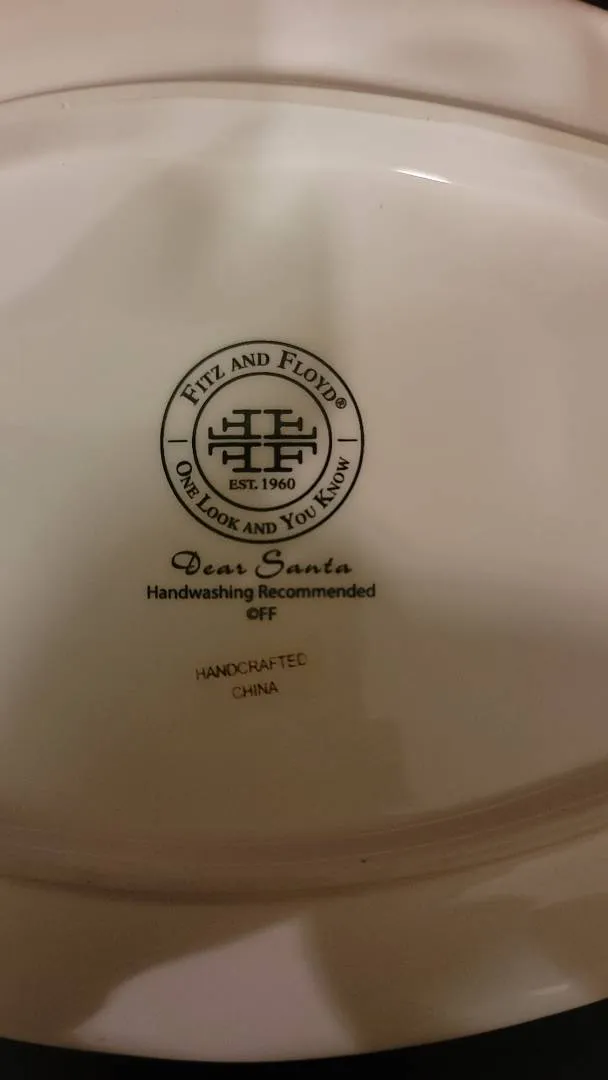 FITZ AND FLOYD®
EST. 1960
ONE LOOK AND YOU KNOW
Dear Santa
Handwashing Recommended
©FF
HANDCRAFTED
CHINA